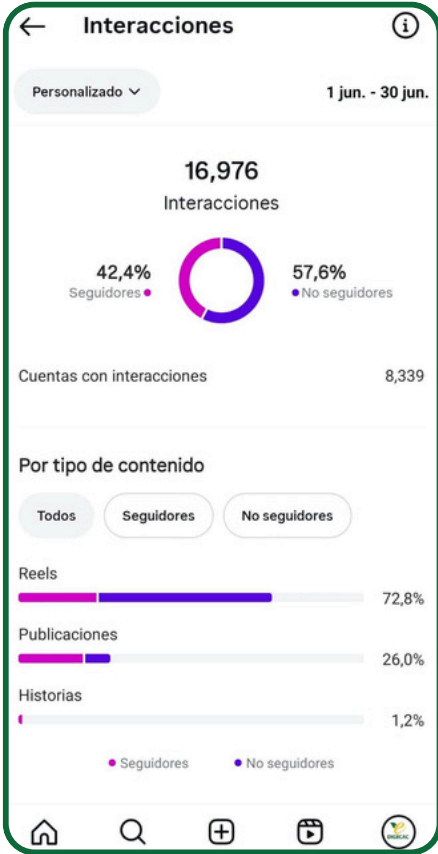 Interacciones
Personalizado
1 jun. - 30 jun.
16,976
Interacciones
42,4%
Seguidores
57,6%
No seguidores
Cuentas con interacciones
8,339
Por tipo de contenido
Todos
Seguidores
No seguidores
Reels
72,8%
Publicaciones
26,0%
Historias
1,2%
Seguidores
No seguidores